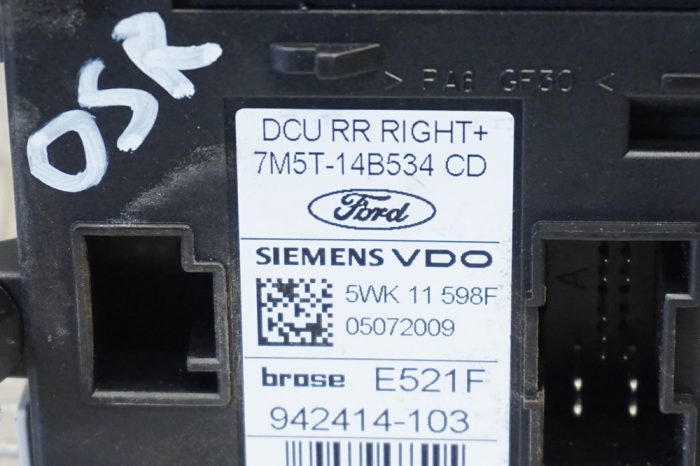 OSR
> PA6 GF30 <
DCU RR RIGHT+
7M5T-14B534 CD
Ford
SIEMENS VDO
5WK 11 598F
05072009
brose E521F
942414-103
A